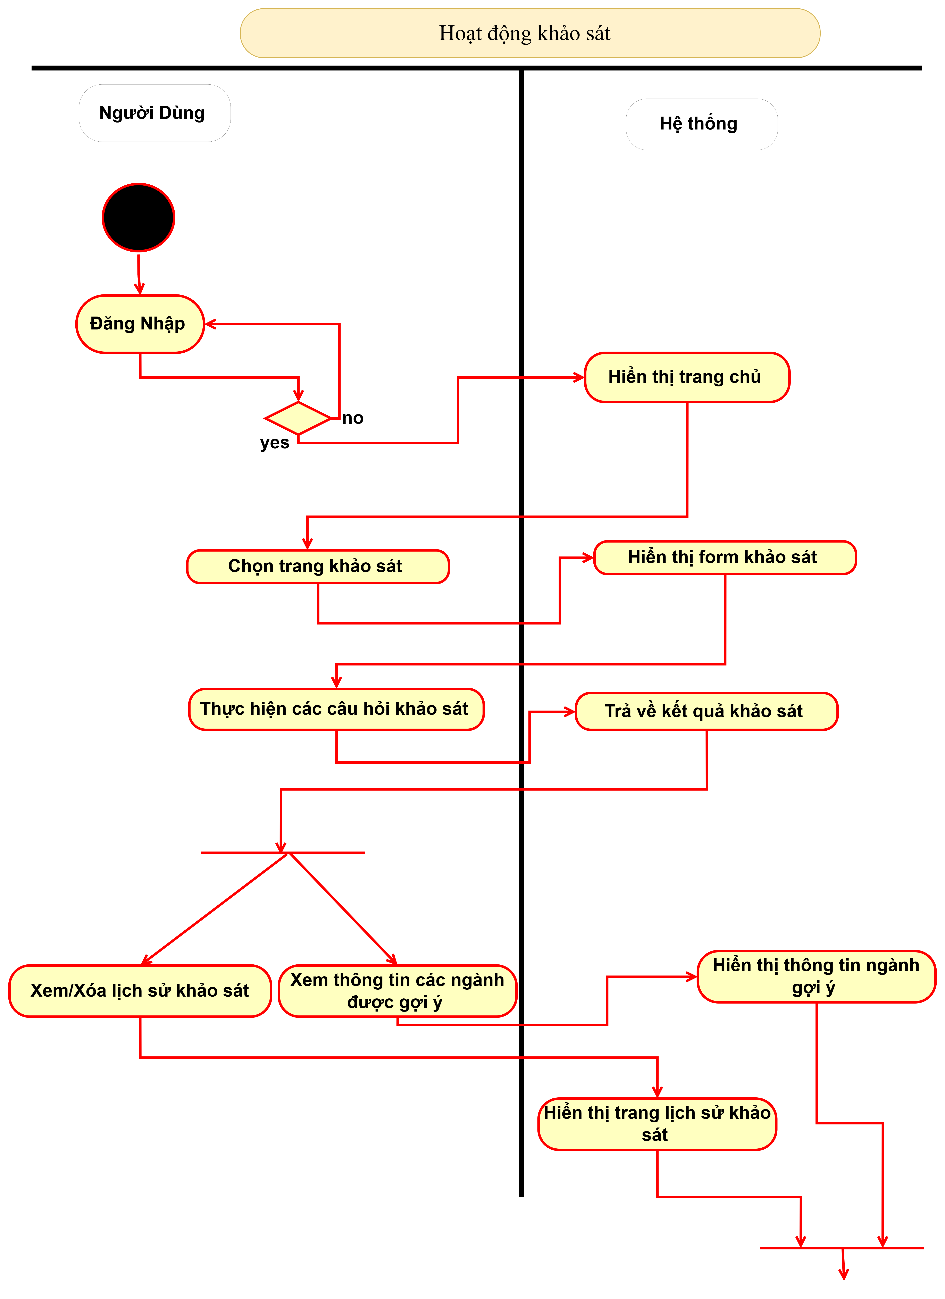 Hoạt động khảo sát
Người Dùng
Hệ thống
Đăng Nhập
Hiển thị trang chủ
no
yes
Chọn trang khảo sát
Hiển thị form khảo sát
Thực hiện các câu hỏi khảo sát
Trả về kết quả khảo sát
Xem/Xóa lịch sử khảo sát
Xem thông tin các ngành
được gợi ý
Hiển thị thông tin ngành
gợi ý
Hiển thị trang lịch sử khảo
sát